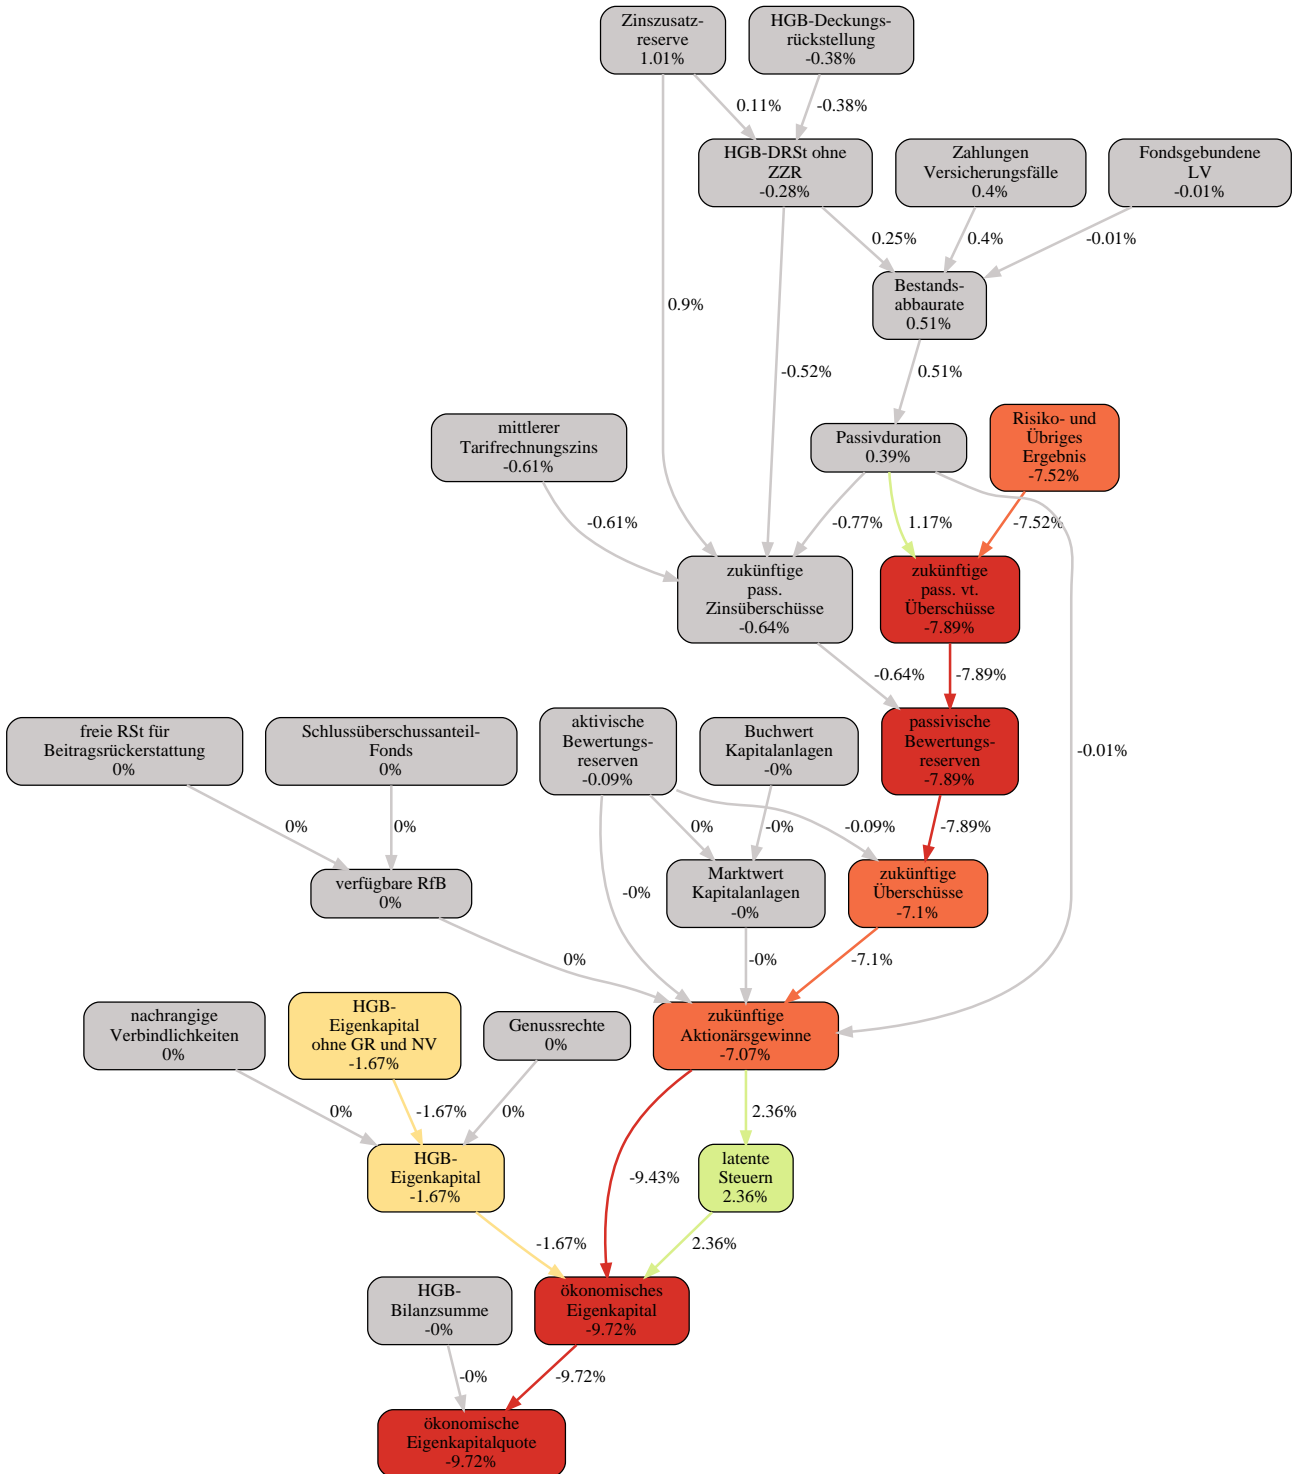 Zinszusatz-
reserve
1.01%
HGB-Deckungs-
rückstellung
-0.38%
0.11%
-0.38%
HGB-DRSt ohne
ZZR
-0.28%
Zahlungen
Versicherungsfälle
0.4%
Fondsgebundene
LV
-0.01%
0.25%
0.4%
-0.01%
Bestands-
abbaurate
0.51%
0.9%
-0.52%
0.51%
mittlerer
Tarifrechnungszins
-0.61%
Passivduration
0.39%
Risiko- und
Übriges
Ergebnis
-7.52%
-0.61%
-0.77%
1.17%
-7.52%
zukünftige
pass.
Zinsüberschüsse
-0.64%
zukünftige
pass. vt.
Überschüsse
-7.89%
-0.64%
-7.89%
freie RSt für
Beitragsrückerstattung
0%
Schlussüberschussanteil-
Fonds
0%
aktivische
Bewertungs-
reserven
-0.09%
Buchwert
Kapitalanlagen
-0%
passivische
Bewertungs-
reserven
-7.89%
-0.01%
0%
0%
0%
-0%
-0.09%
-7.89%
verfügbare RfB
0%
-0%
Marktwert
Kapitalanlagen
-0%
zukünftige
Überschüsse
-7.1%
0%
-0%
-7.1%
nachrangige
Verbindlichkeiten
0%
HGB-
Eigenkapital
ohne GR und NV
-1.67%
Genussrechte
0%
zukünftige
Aktionärsgewinne
-7.07%
0%
-1.67%
0%
2.36%
HGB-
Eigenkapital
-1.67%
-9.43%
latente
Steuern
2.36%
-1.67%
2.36%
HGB-
Bilanzsumme
-0%
ökonomisches
Eigenkapital
-9.72%
-0%
-9.72%
ökonomische
Eigenkapitalquote
-9.72%